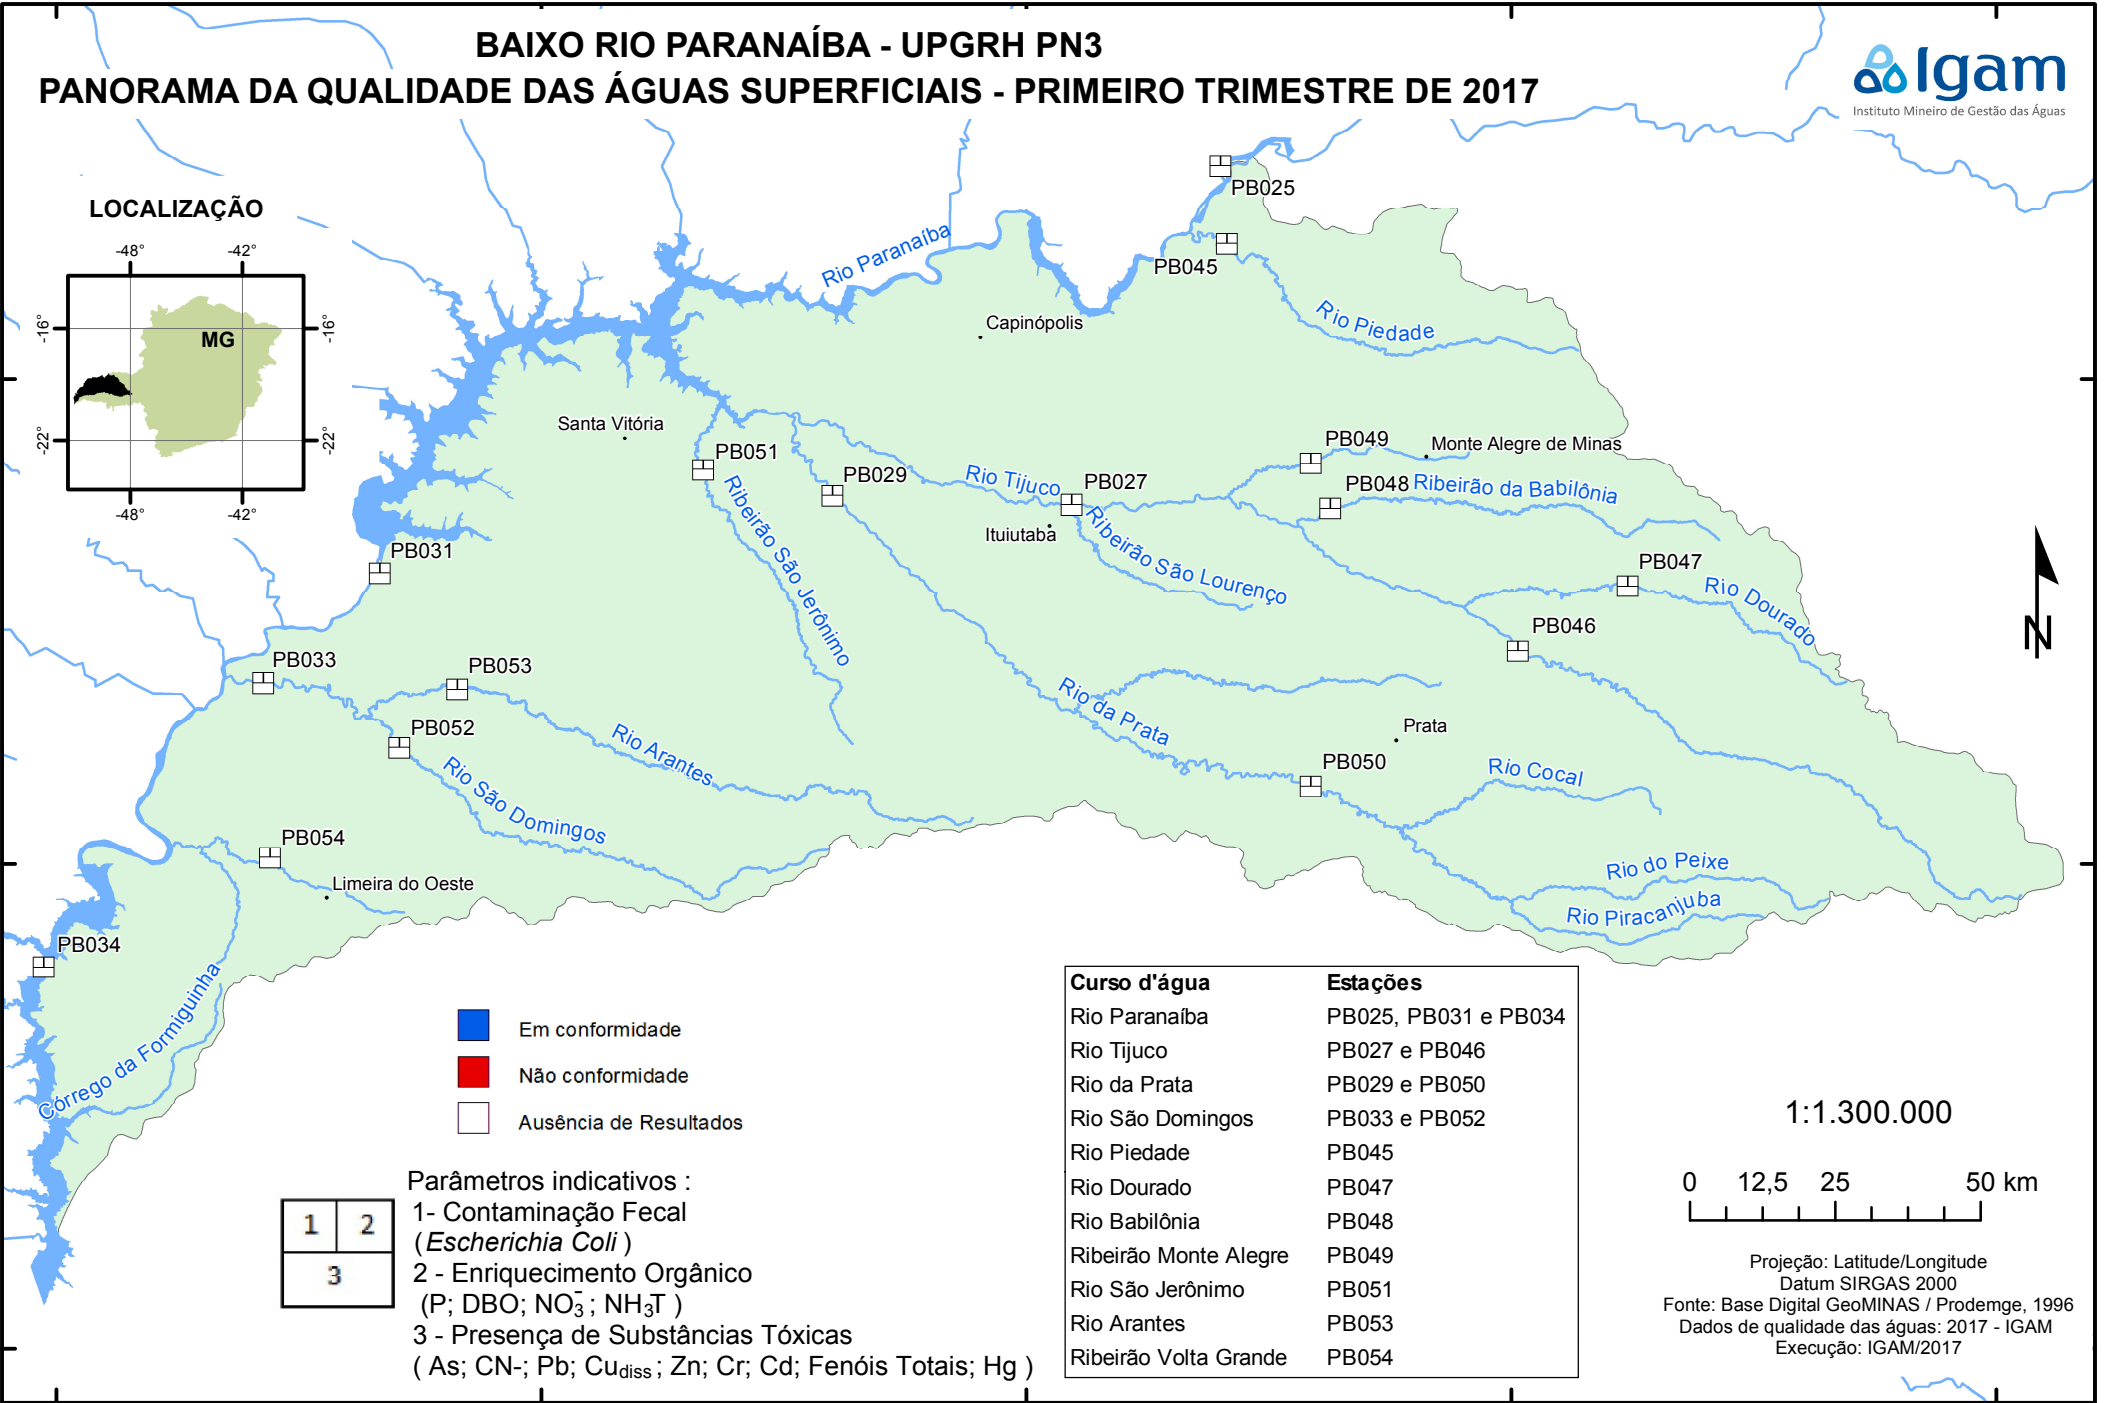 BAIXO RIO PARANAÍBA - UPGRH PN3
PANORAMA DA QUALIDADE DAS ÁGUAS SUPERFICIAIS - PRIMEIRO TRIMESTRE DE 2017
Igam
Instituto Mineiro de Gestão das Águas
LOCALIZAÇÃO
-48°
-42°
-16°
-16°
MG
-22°
-22°
-48°
-42°
PB025
Rio Paranaíba
PB045
Rio Piedade
Capinópolis
Santa Vitória
PB051
PB029
Rio Tijuco
PB027
PB049
Monte Alegre de Minas
PB048
Ribeirão da Babilônia
Ituiutaba
Ribeirão São Lourenço
Ribeirão São Jerônimo
PB031
PB047
Rio Dourado
PB046
PB033
PB053
PB052
Rio Arantes
Rio São Domingos
Rio da Prata
Prata
PB050
Rio Cocal
PB054
Limeira do Oeste
Rio do Peixe
Rio Piracanjuba
PB034
Córrego da Formiguinha
Em conformidade
Não conformidade
Ausência de Resultados
Parâmetros indicativos :
1 2
3
1- Contaminação Fecal
(Escherichia Coli )
2 - Enriquecimento Orgânico
(P; DBO; NO₃⁻ ; NH₃T )
3 - Presença de Substâncias Tóxicas
( As; CN-; Pb; Cudiss ; Zn; Cr; Cd; Fenóis Totais; Hg )
Curso d'água Estações
Rio Paranaíba PB025, PB031 e PB034
Rio Tijuco PB027 e PB046
Rio da Prata PB029 e PB050
Rio São Domingos PB033 e PB052
Rio Piedade PB045
Rio Dourado PB047
Rio Babilônia PB048
Ribeirão Monte Alegre PB049
Rio São Jerônimo PB051
Rio Arantes PB053
Ribeirão Volta Grande PB054
N
1:1.300.000
0 12,5 25 50 km
Projeção: Latitude/Longitude
Datum SIRGAS 2000
Fonte: Base Digital GeoMINAS / Prodemge, 1996
Dados de qualidade das águas: 2017 - IGAM
Execução: IGAM/2017